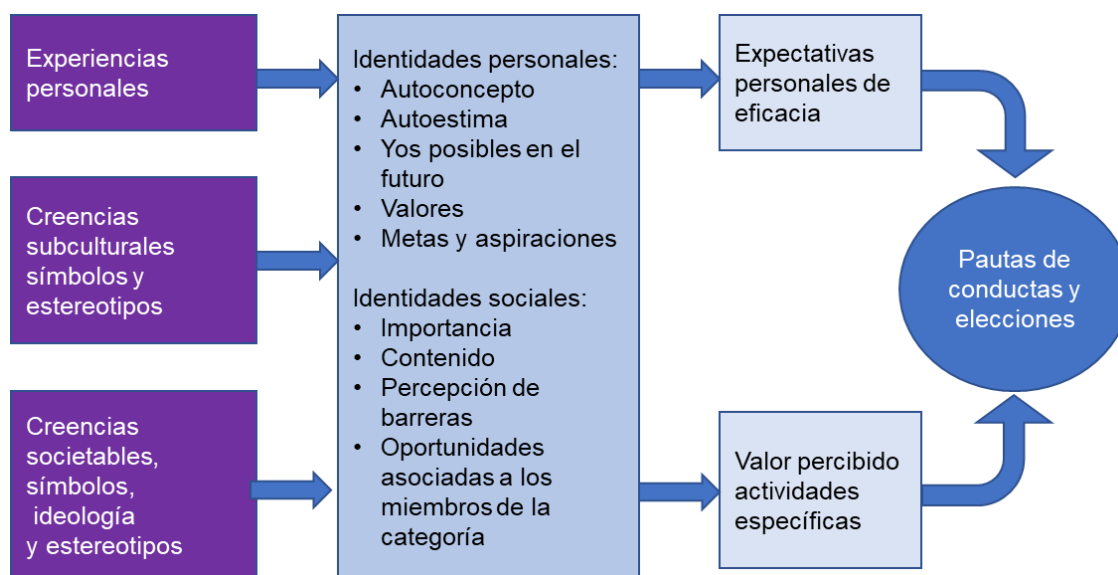 Experiencias
personales
Creencias
subculturales
símbolos y
estereotipos
Creencias
societables,
símbolos,
ideología
y estereotipos
Identidades personales:
• Autoconcepto
• Autoestima
• Yos posibles en el
futuro
• Valores
• Metas y aspiraciones
Identidades sociales:
• Importancia
• Contenido
• Percepción de
barreras
• Oportunidades
asociadas a los
miembros de la
categoría
Expectativas
personales de
eficacia
Valor percibido
actividades
específicas
Pautas de
conductas y
elecciones